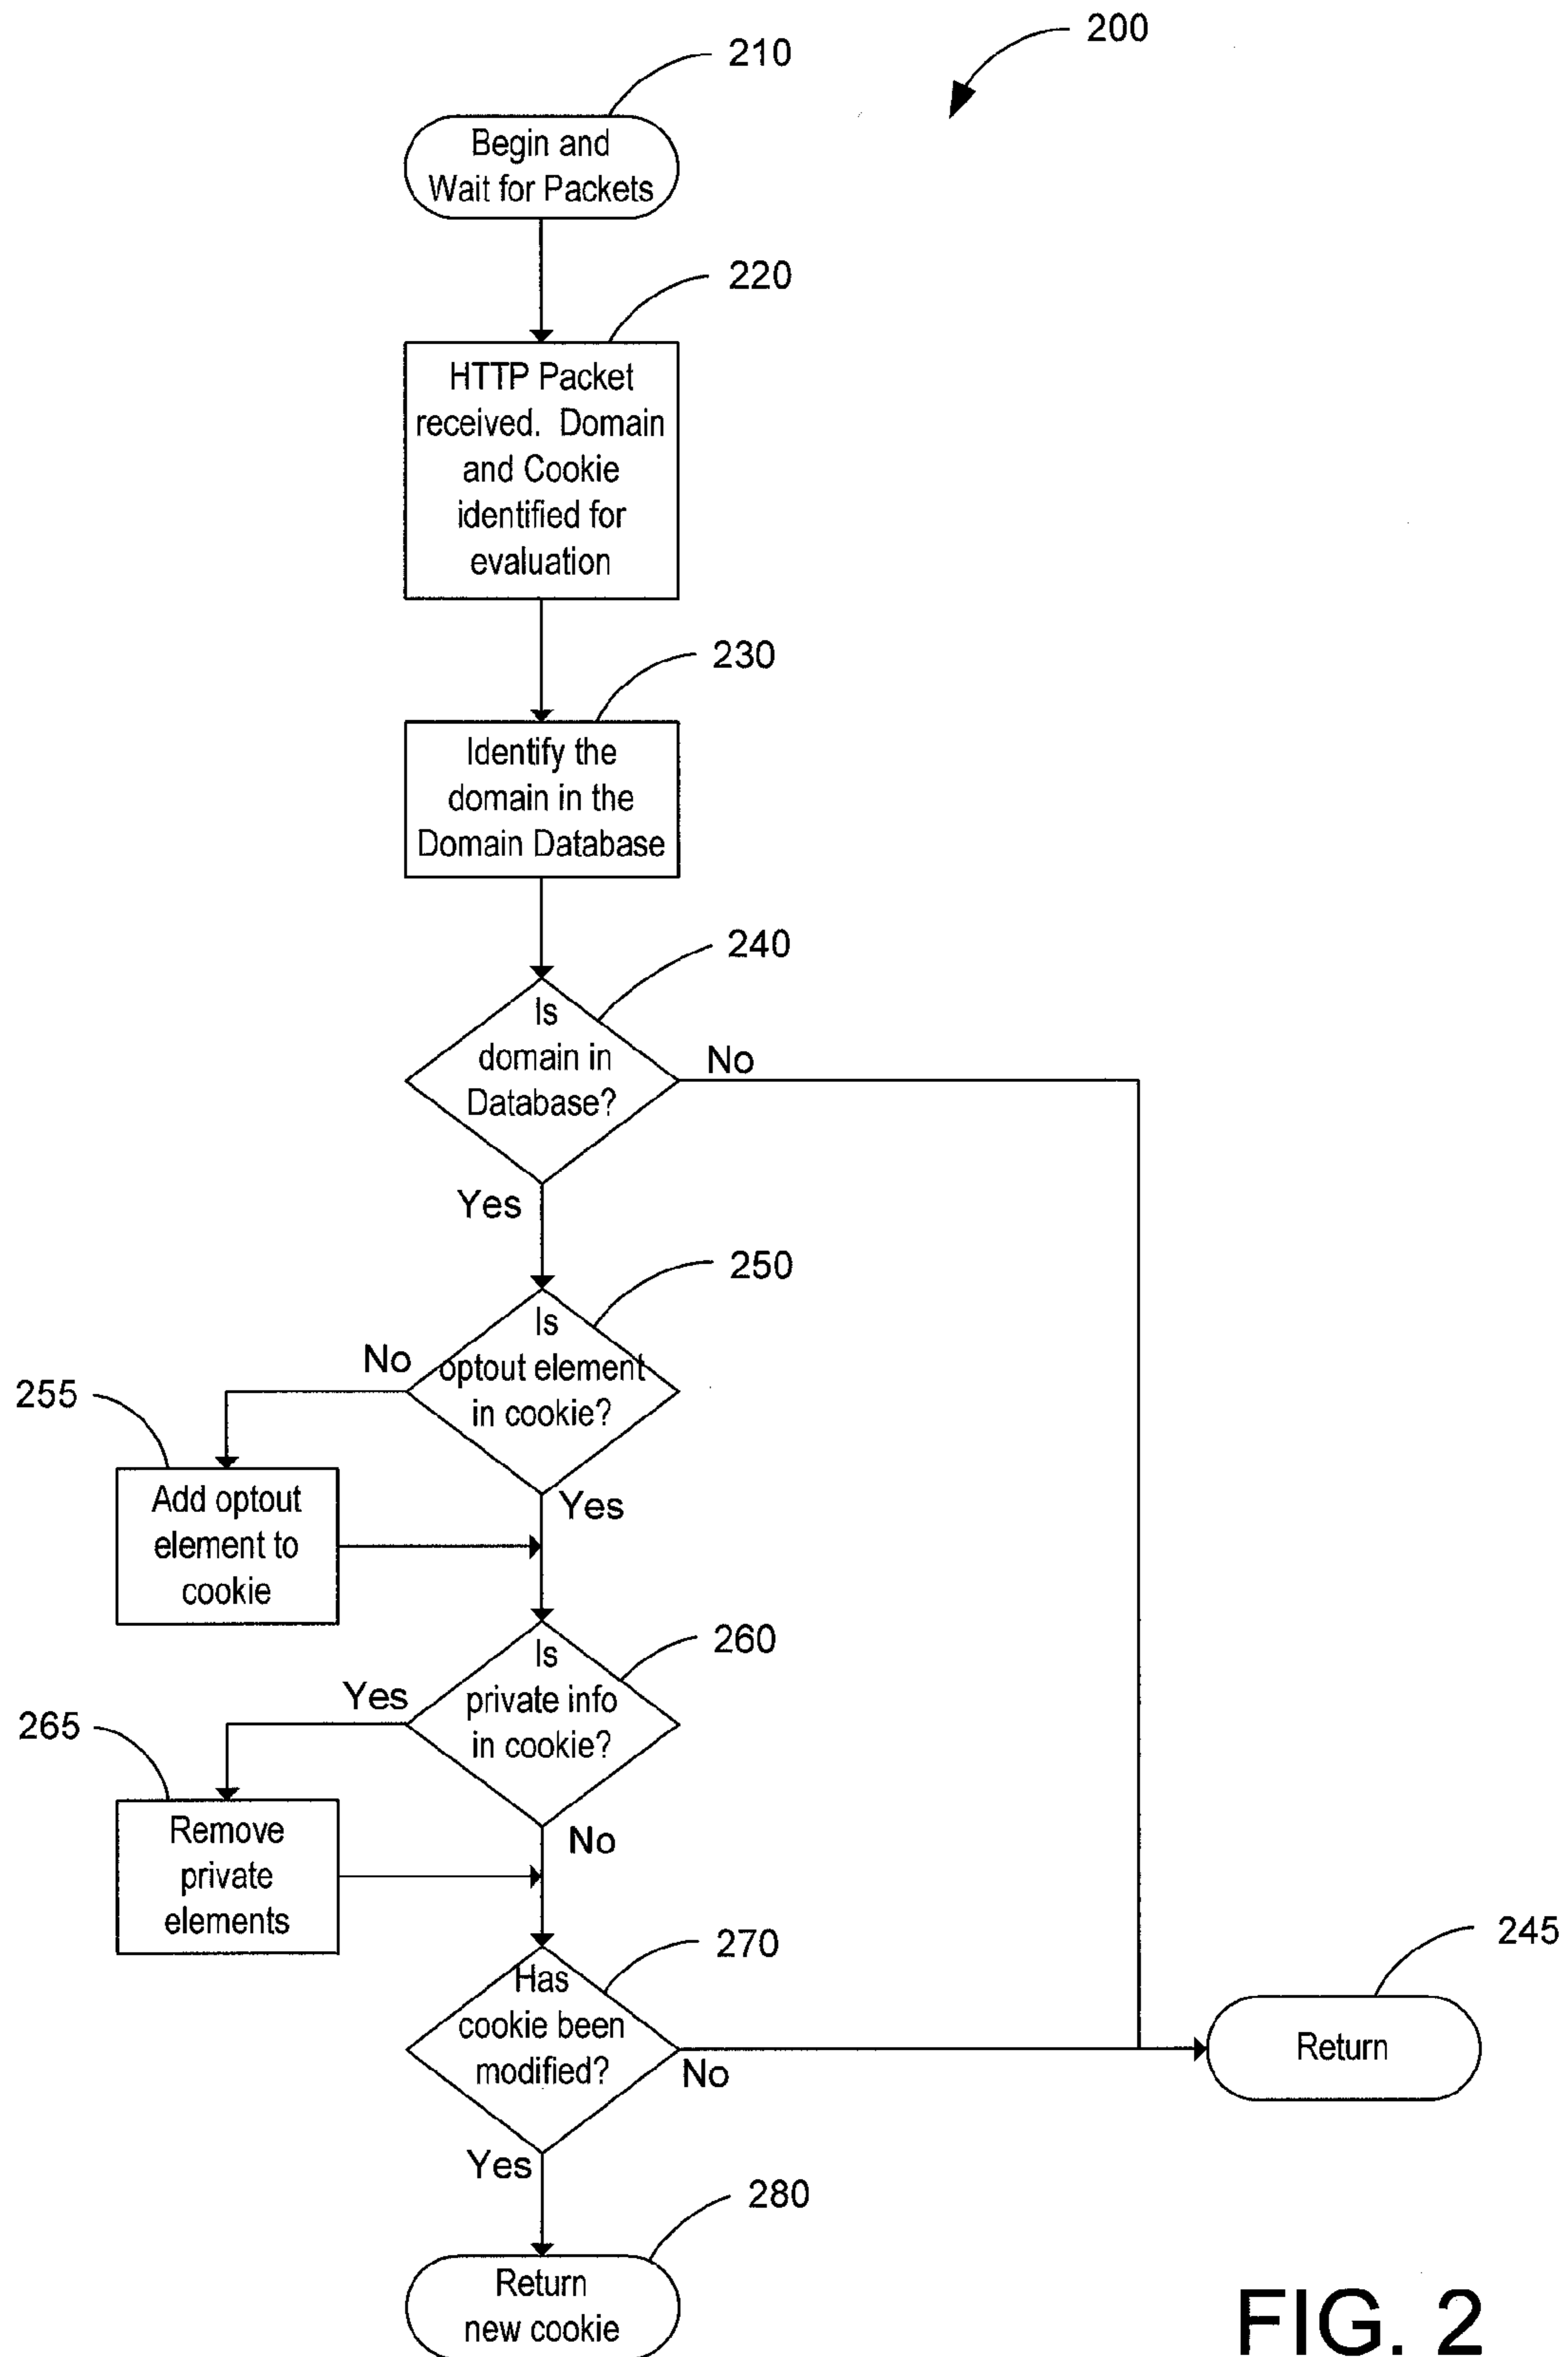 200
210
Begin and
Wait for Packets
220
HTTP Packet
received.  Domain
and Cookie
identified for
evaluation
230
Identify the
domain in the
Domain Database
240
Is
domain in
Database?
No
Yes
250
Is
optout element
in cookie?
No
Yes
255
Add optout
element to
cookie
260
Is
private info
in cookie?
Yes
No
265
Remove
private
elements
270
Has
cookie been
modified?
No
Yes
245
Return
280
Return
new cookie
FIG. 2